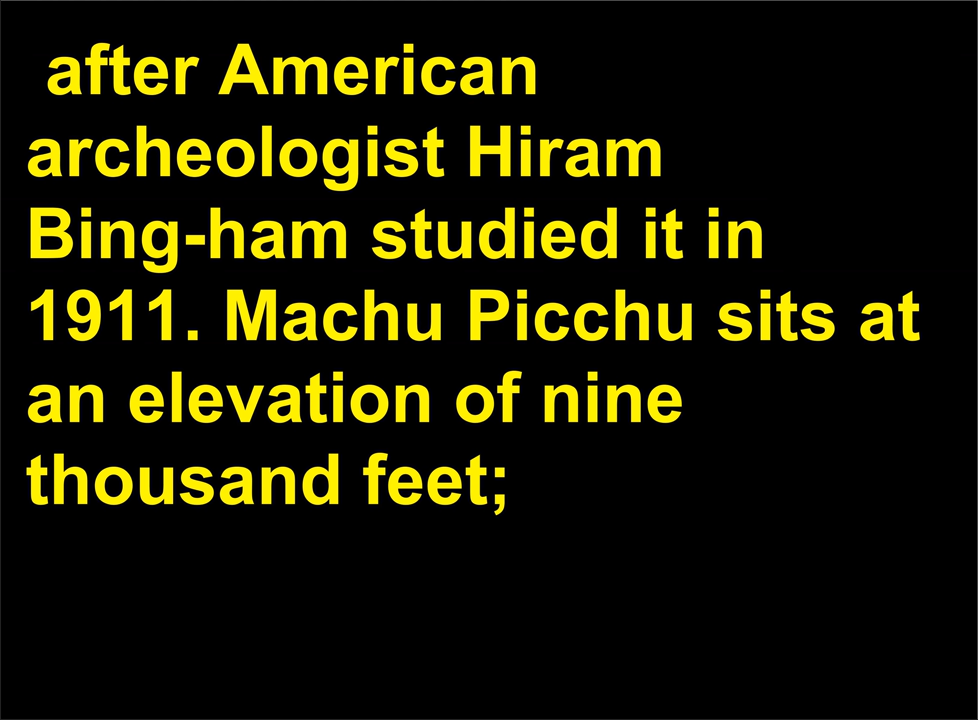 after American
archeologist Hiram
Bing-ham studied it in
1911. Machu Picchu sits at
an elevation of nine
thousand feet;